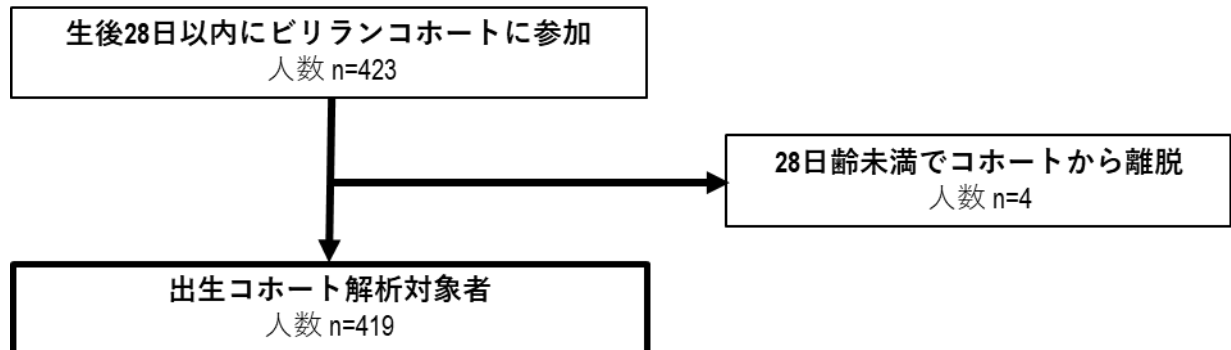 生後28日以内にビリランコホートに参加
人数 n=423
28日齢未満でコホートから離脱
人数 n=4
出生コホート解析対象者
人数 n=419